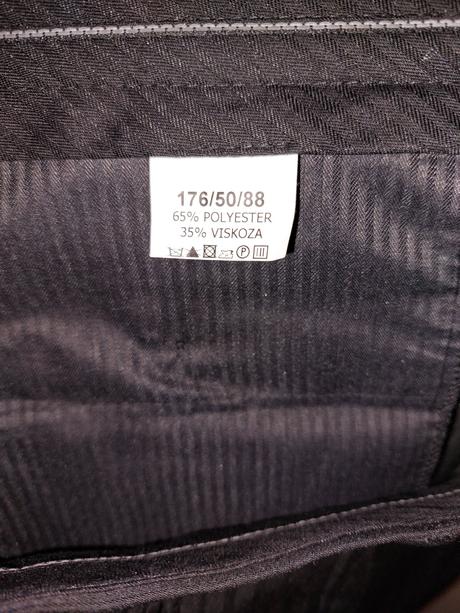 176/50/88
65% POLYESTER
35% VISKOZA
P